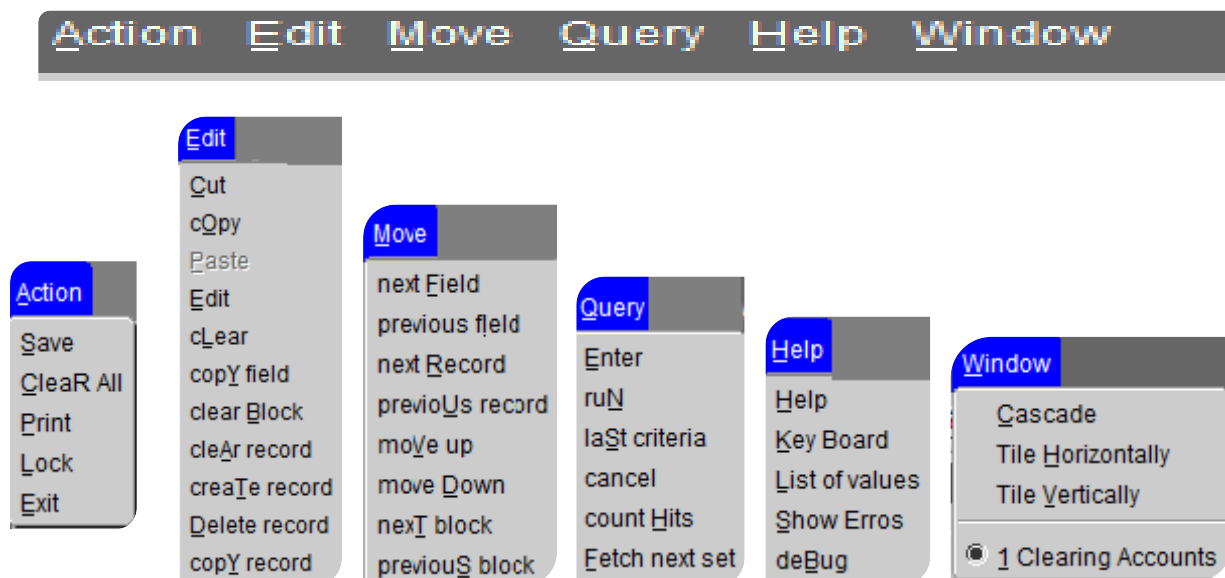 Action Edit Move Query Help Window
Action
Save
CleaR All
Print
Lock
Exit
Edit
Cut
cOpy
Paste
Edit
cLear
copY field
clear Block
cleAr record
creaTe record
Delete record
copY record
Move
next Field
previous fIeld
next Record
previoUs record
moVe up
move Down
nexT block
previouS block
Query
Enter
ruN
laSt criteria
cancel
count Hits
Fetch next set
Help
Help
Key Board
List of values
Show Erros
deBug
Window
Cascade
Tile Horizontally
Tile Vertically
1 Clearing Accounts